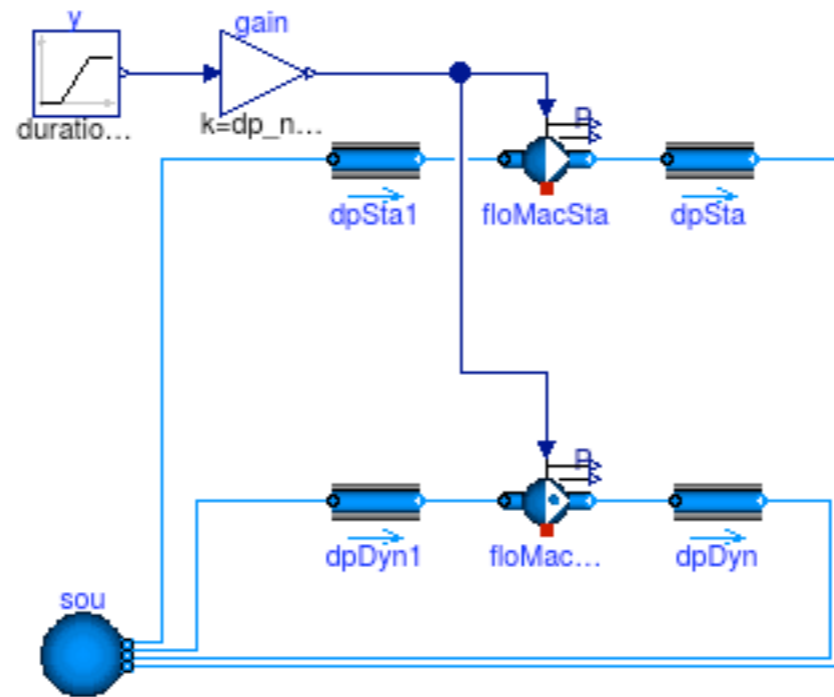 y
gain
duratio...
k=dp_n...
P
dpSta1
floMacSta
dpSta
P
dpDyn1
floMac...
dpDyn
sou